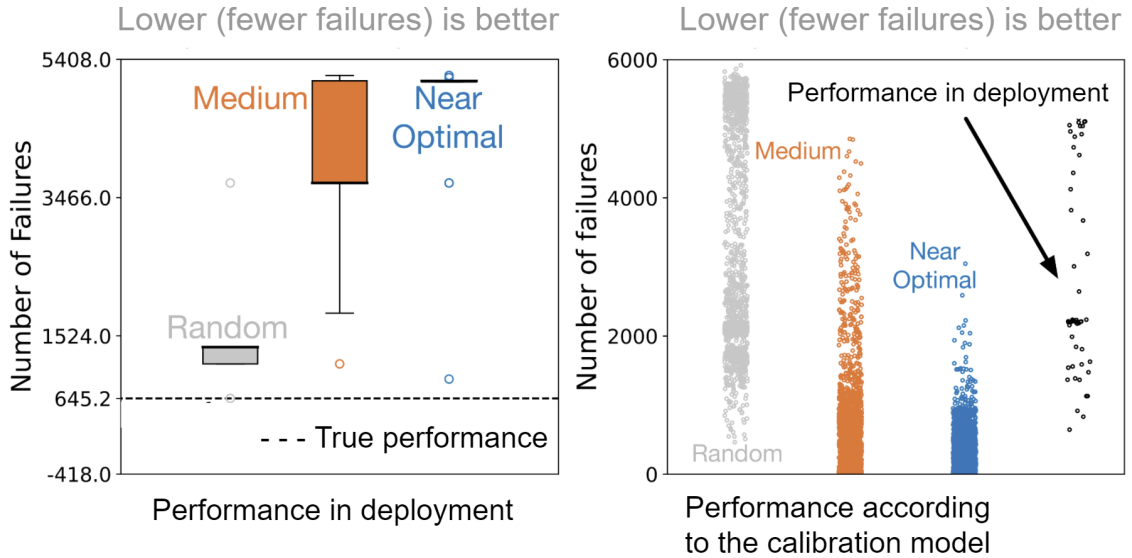 Lower (fewer failures) is better
5408.0
3466.0
1524.0
645.2
-418.0
Number of Failures
Medium
Near
Optimal
Random
- - - True performance
Performance in deployment
Lower (fewer failures) is better
6000
4000
2000
0
Number of failures
Performance in deployment
Medium
Near
Optimal
Random
Performance according
to the calibration model